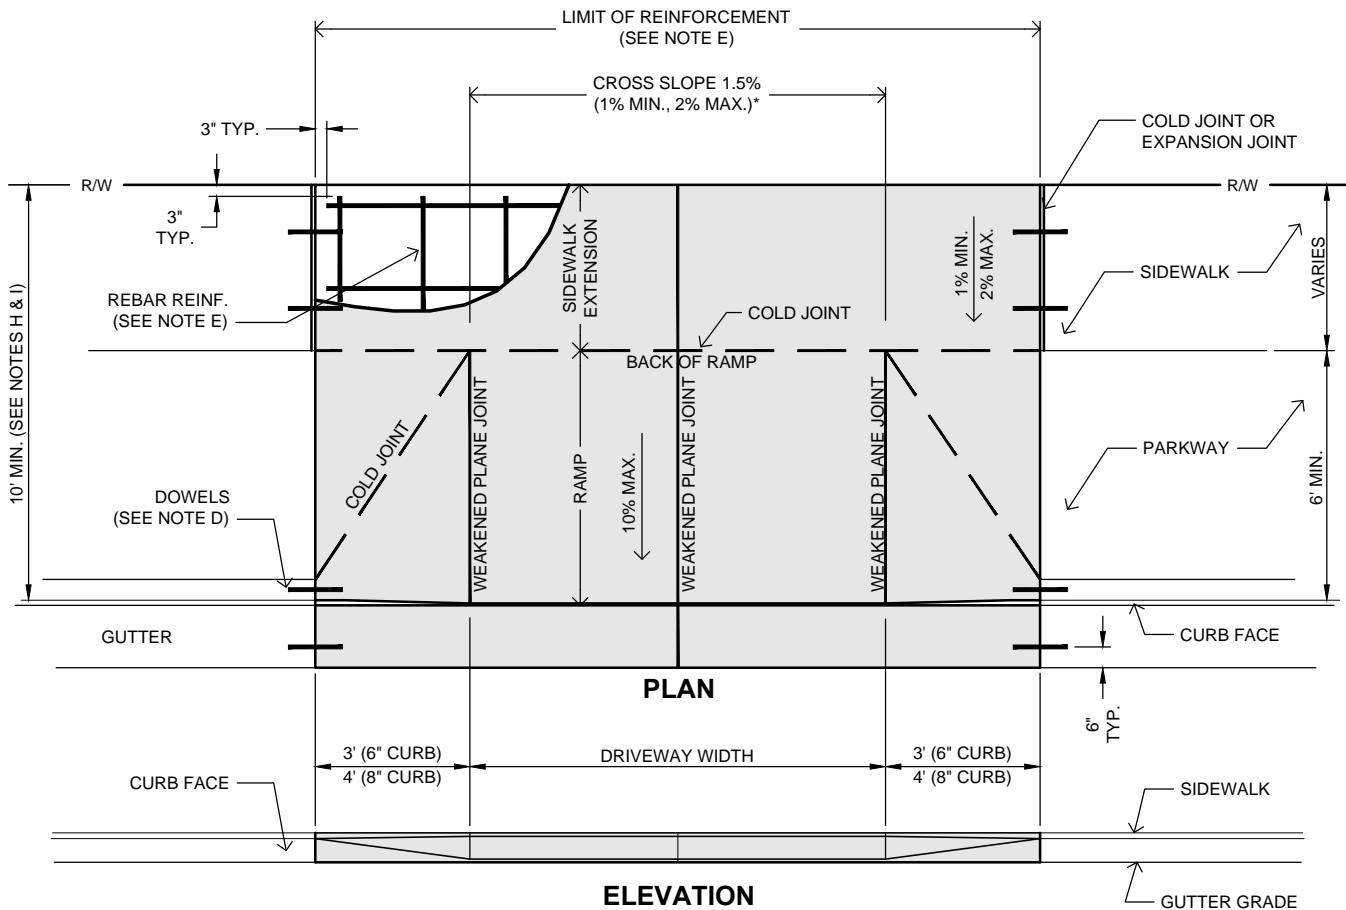 LIMIT OF REINFORCEMENT
(SEE NOTE E)
CROSS SLOPE 1.5%
(1% MIN., 2% MAX.)*
3" TYP.
COLD JOINT OR
EXPANSION JOINT
R/W
R/W
3"
TYP.
SIDEWALK
EXTENSION
1% MIN.
2% MAX.
VARIES
SIDEWALK
REBAR REINF.
(SEE NOTE E)
COLD JOINT
BACK OF RAMP
10' MIN. (SEE NOTES H & I)
COLD JOINT
WEAKENED PLANE JOINT
RAMP
10% MAX.
WEAKENED PLANE JOINT
WEAKENED PLANE JOINT
PARKWAY
6' MIN.
DOWELS
(SEE NOTE D)
GUTTER
CURB FACE
PLAN
6"
TYP.
3' (6" CURB)
4' (8" CURB)
DRIVEWAY WIDTH
3' (6" CURB)
4' (8" CURB)
CURB FACE
SIDEWALK
ELEVATION
GUTTER GRADE